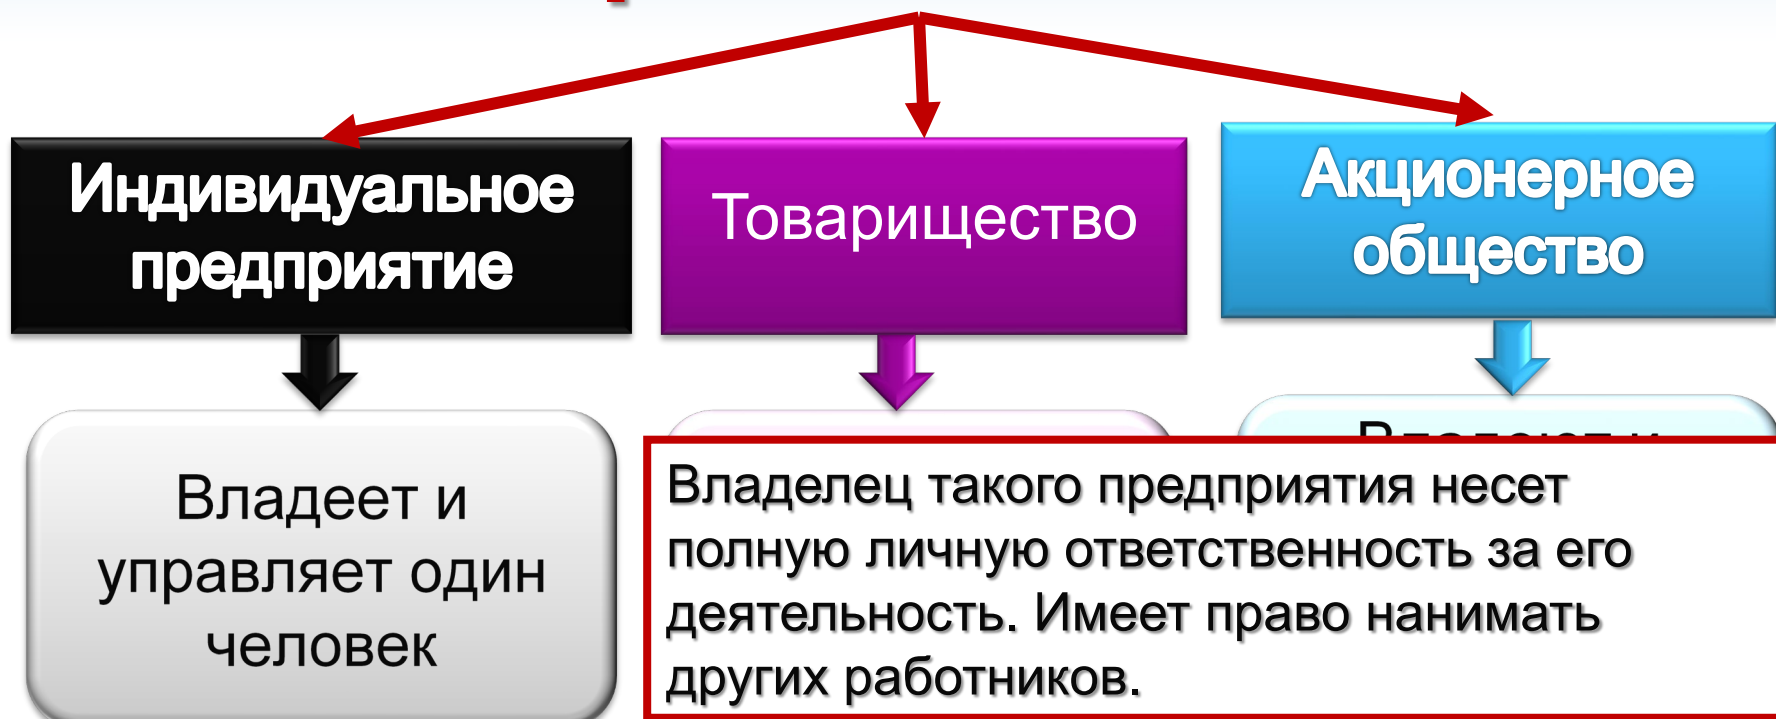 Индивидуальное
предприятие
Товарищество
Акционерное
общество
Владеет и
управляет один
человек
Владеют и
Владелец такого предприятия несет
полную личную ответственность за его
деятельность. Имеет право нанимать
других работников.